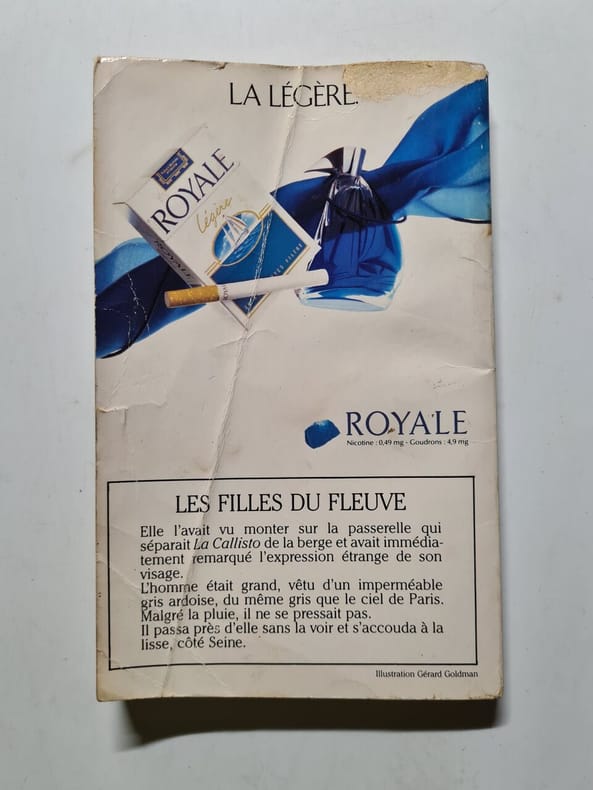 LA LÉGÈRE.
ROYALE
Légère
ROYALE
Nicotine : 0,49 mg - Goudrons : 4,9 mg
LES FILLES DU FLEUVE
Elle l'avait vu monter sur la passerelle qui
séparait La Callisto de la berge et avait immédia-
tement remarqué l'expression étrange de son
visage.
L'homme était grand, vêtu d'un imperméable
gris ardoise, du même gris que le ciel de Paris.
Malgré la pluie, il ne se pressait pas.
Il passa près d'elle sans la voir et s'accouda à la
lisse, côté Seine.
Illustration Gérard Goldman